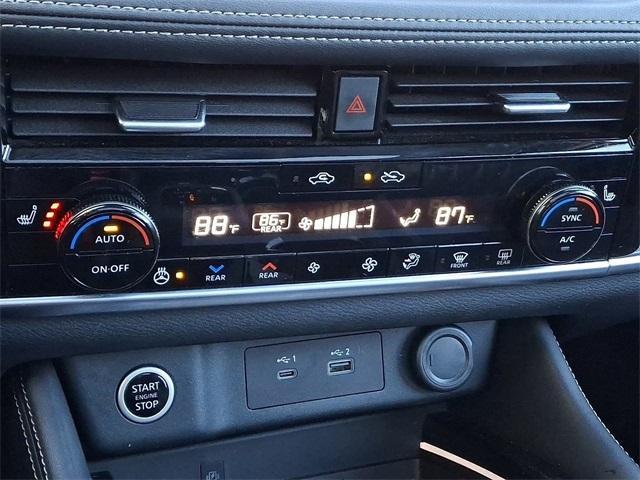 88°F
86°F
REAR
87°F
AUTO
ON·OFF
SYNC
A/C
REAR
REAR
FRONT
REAR
1
2
START
ENGINE
STOP